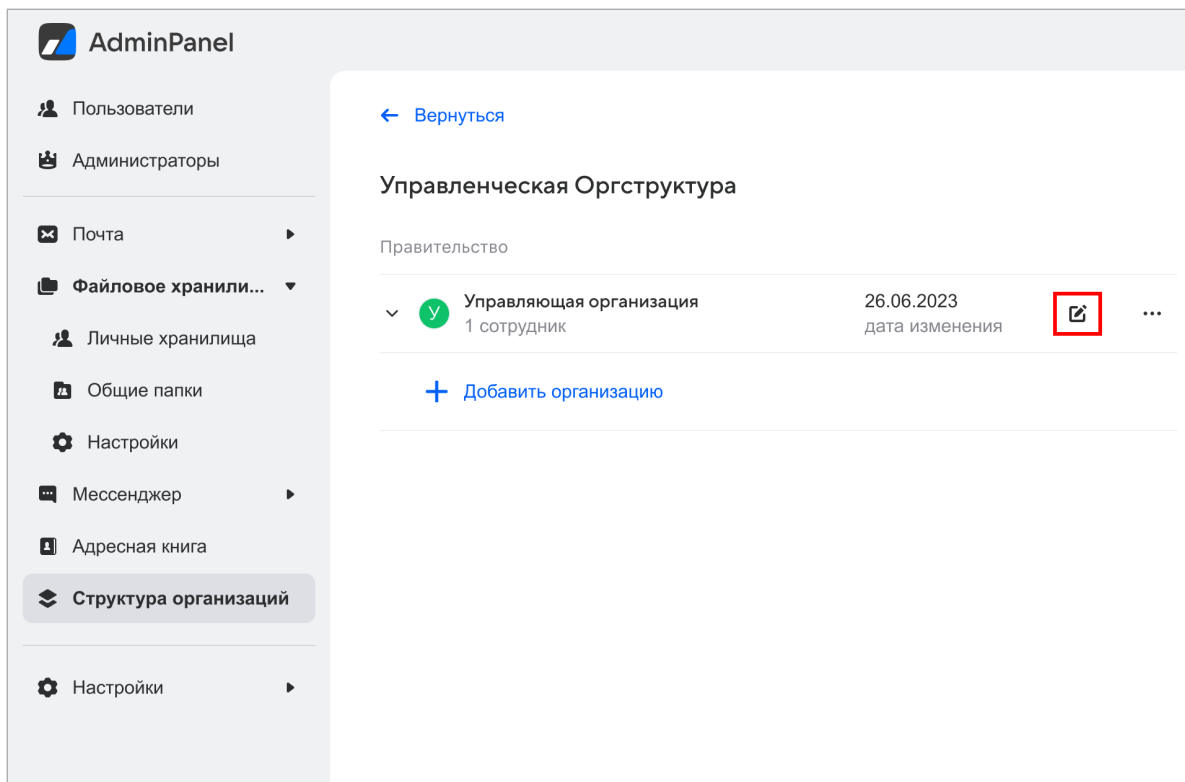 AdminPanel
Пользователи
Администраторы
Почта
Файловое хранили...
Личные хранилища
Общие папки
Настройки
Мессенджер
Адресная книга
Структура организаций
Настройки
Вернуться
Управленческая Оргструктура
Правительство
У
Управляющая организация
1 сотрудник
26.06.2023
дата изменения
Добавить организацию